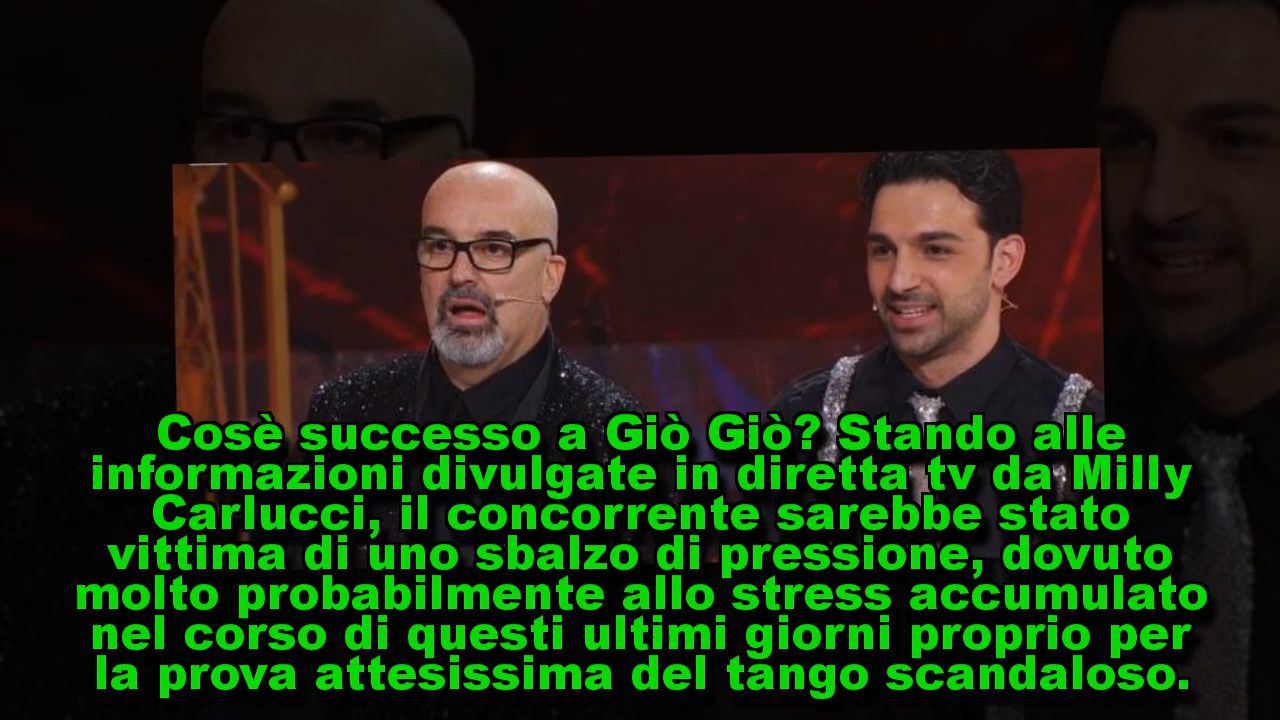 Cosè successo a Giò Giò? Stando alle
informazioni divulgate in diretta tv da Milly
Carlucci, il concorrente sarebbe stato
vittima di uno sbalzo di pressione, dovuto
molto probabilmente allo stress accumulato
nel corso di questi ultimi giorni proprio per
la prova attesissima del tango scandaloso.